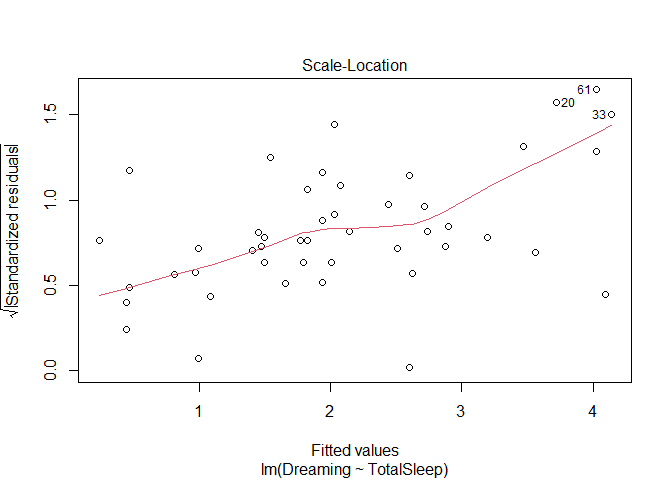 Scale-Location
√|Standardized residuals|
1.5
1.0
0.5
0.0
61
20
33
1 2 3 4
Fitted values
lm(Dreaming ~ TotalSleep)